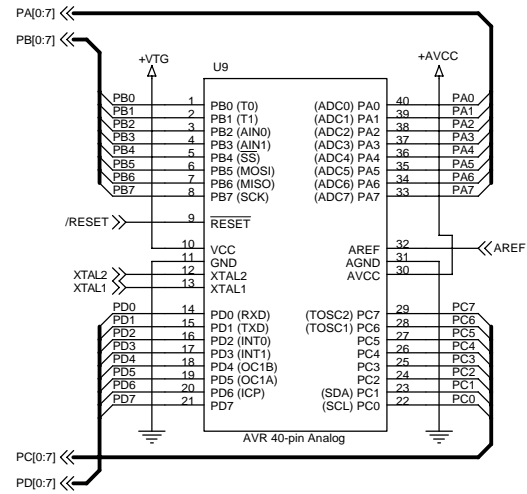 PA[0:7]
PB[0:7]
+VTG
U9
+AVCC
PB0 1 PB0 (T0) (ADC0) PA0 40 PA0
PB1 2 PB1 (T1) (ADC1) PA1 39 PA1
PB2 3 PB2 (AIN0) (ADC2) PA2 38 PA2
PB3 4 PB3 (AIN1) (ADC3) PA3 37 PA3
PB4 5 PB4 (SS) (ADC4) PA4 36 PA4
PB5 6 PB5 (MOSI) (ADC5) PA5 35 PA5
PB6 7 PB6 (MISO) (ADC6) PA6 34 PA6
PB7 8 PB7 (SCK) (ADC7) PA7 33 PA7
/RESET 9 RESET
10 VCC AREF 32 AREF
11 GND AGND 31
XTAL2 12 XTAL2 AVCC 30
XTAL1 13 XTAL1
PD0 14 PD0 (RXD) (TOSC2) PC7 29 PC7
PD1 15 PD1 (TXD) (TOSC1) PC6 28 PC6
PD2 16 PD2 (INT0) PC5 27 PC5
PD3 17 PD3 (INT1) PC4 26 PC4
PD4 18 PD4 (OC1B) PC3 25 PC3
PD5 19 PD5 (OC1A) PC2 24 PC2
PD6 20 PD6 (ICP) (SDA) PC1 23 PC1
PD7 21 PD7 (SCL) PC0 22 PC0
AVR 40-pin Analog
PC[0:7]
PD[0:7]